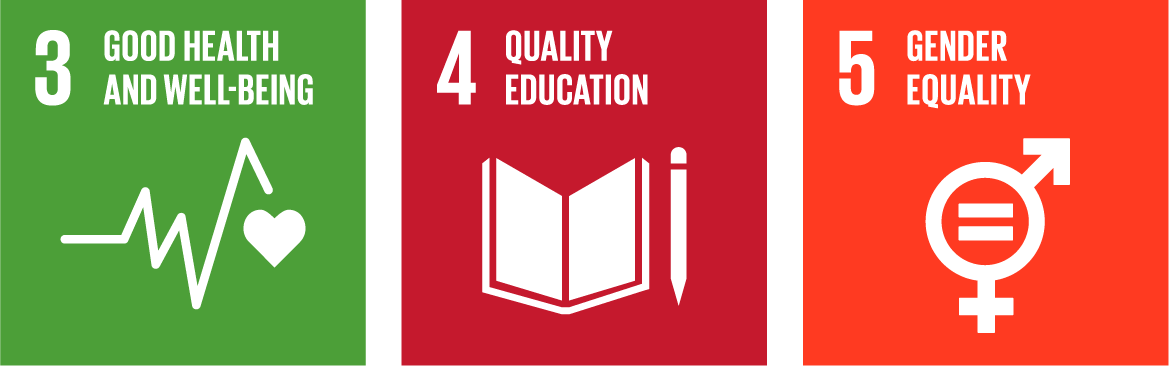 3
GOOD HEALTH
AND WELL-BEING
4
QUALITY
EDUCATION
5
GENDER
EQUALITY